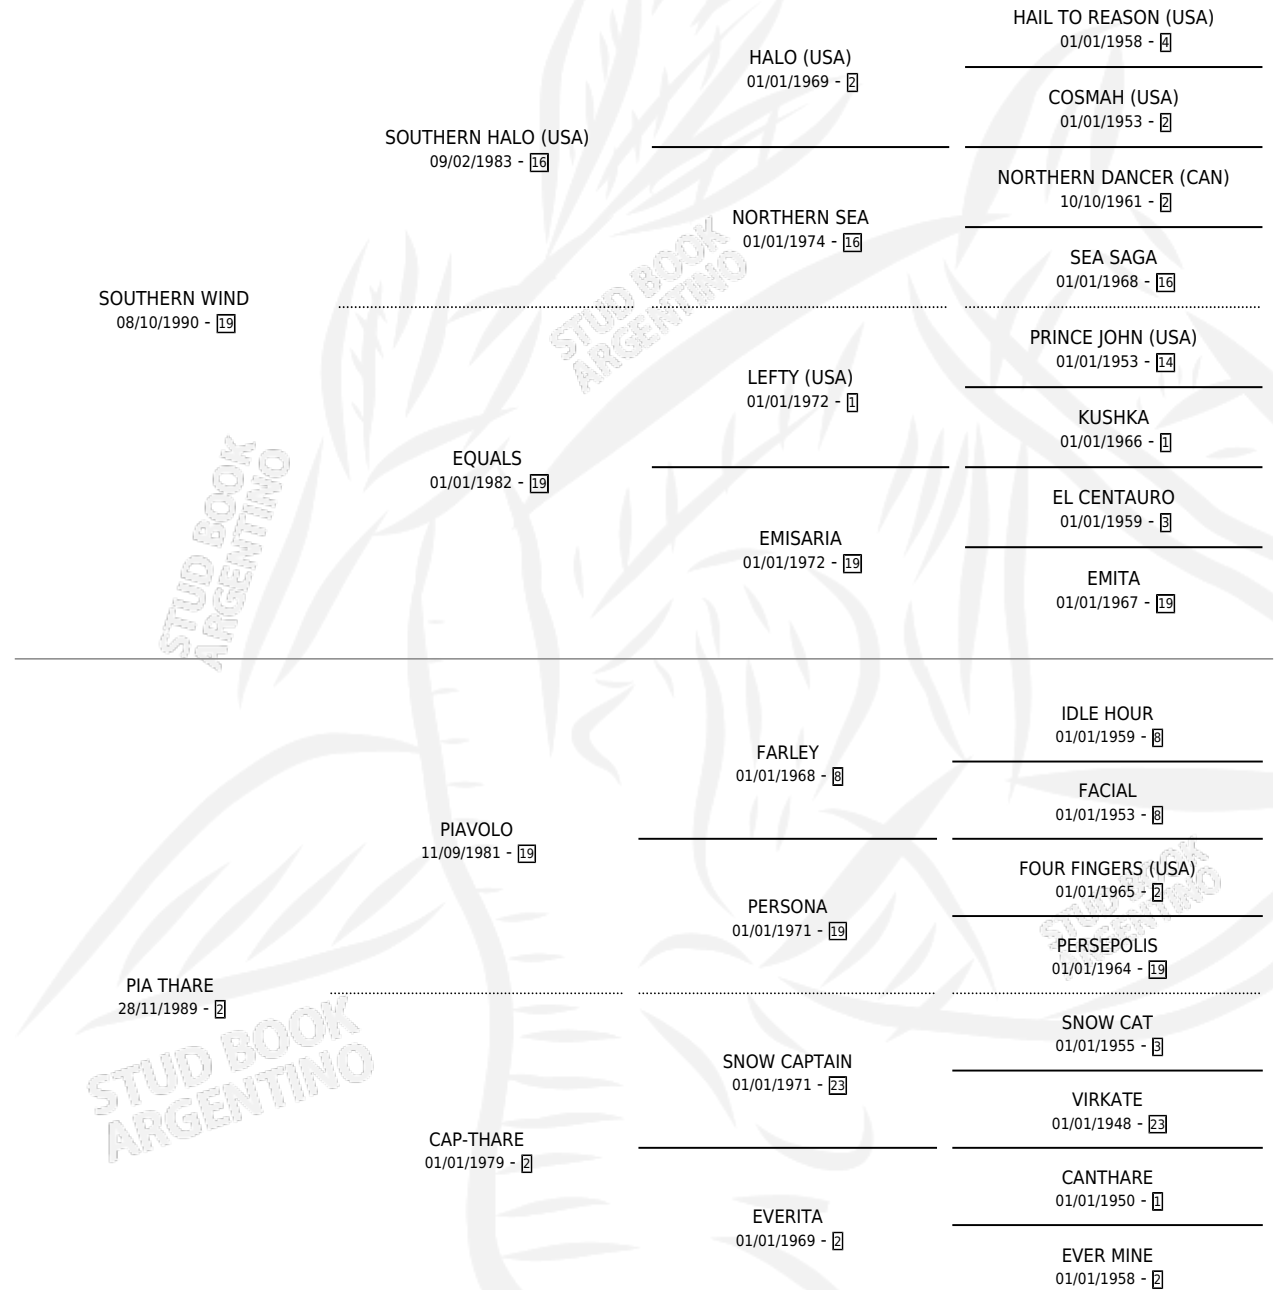 HAIL TO REASON (USA)
01/01/1958 - 4
HALO (USA)
01/01/1969 - 2
COSMAH (USA)
01/01/1953 - 2
SOUTHERN HALO (USA)
09/02/1983 - 16
NORTHERN DANCER (CAN)
10/10/1961 - 2
NORTHERN SEA
01/01/1974 - 16
SEA SAGA
01/01/1968 - 16
SOUTHERN WIND
08/10/1990 - 19
STUD BOOK
ARGENTINO
PRINCE JOHN (USA)
01/01/1953 - 14
LEFTY (USA)
01/01/1972 - 1
KUSHKA
01/01/1966 - 1
EQUALS
01/01/1982 - 19
EL CENTAURO
01/01/1959 - 3
EMISARIA
01/01/1972 - 19
EMITA
01/01/1967 - 19
STUD BOOK
ARGENTINO
IDLE HOUR
01/01/1959 - 8
FARLEY
01/01/1968 - 8
FACIAL
01/01/1953 - 8
PIAVOLO
11/09/1981 - 19
FOUR FINGERS (USA)
01/01/1965 - 2
STUD BOOK
ARGENTINO
PERSONA
01/01/1971 - 19
PERSEPOLIS
01/01/1964 - 19
PIA THARE
28/11/1989 - 2
SNOW CAT
01/01/1955 - 3
SNOW CAPTAIN
01/01/1971 - 23
VIRKATE
01/01/1948 - 23
STUD BOOK
ARGENTINO
CAP-THARE
01/01/1979 - 2
CANTHARE
01/01/1950 - 1
EVERITA
01/01/1969 - 2
EVER MINE
01/01/1958 - 2